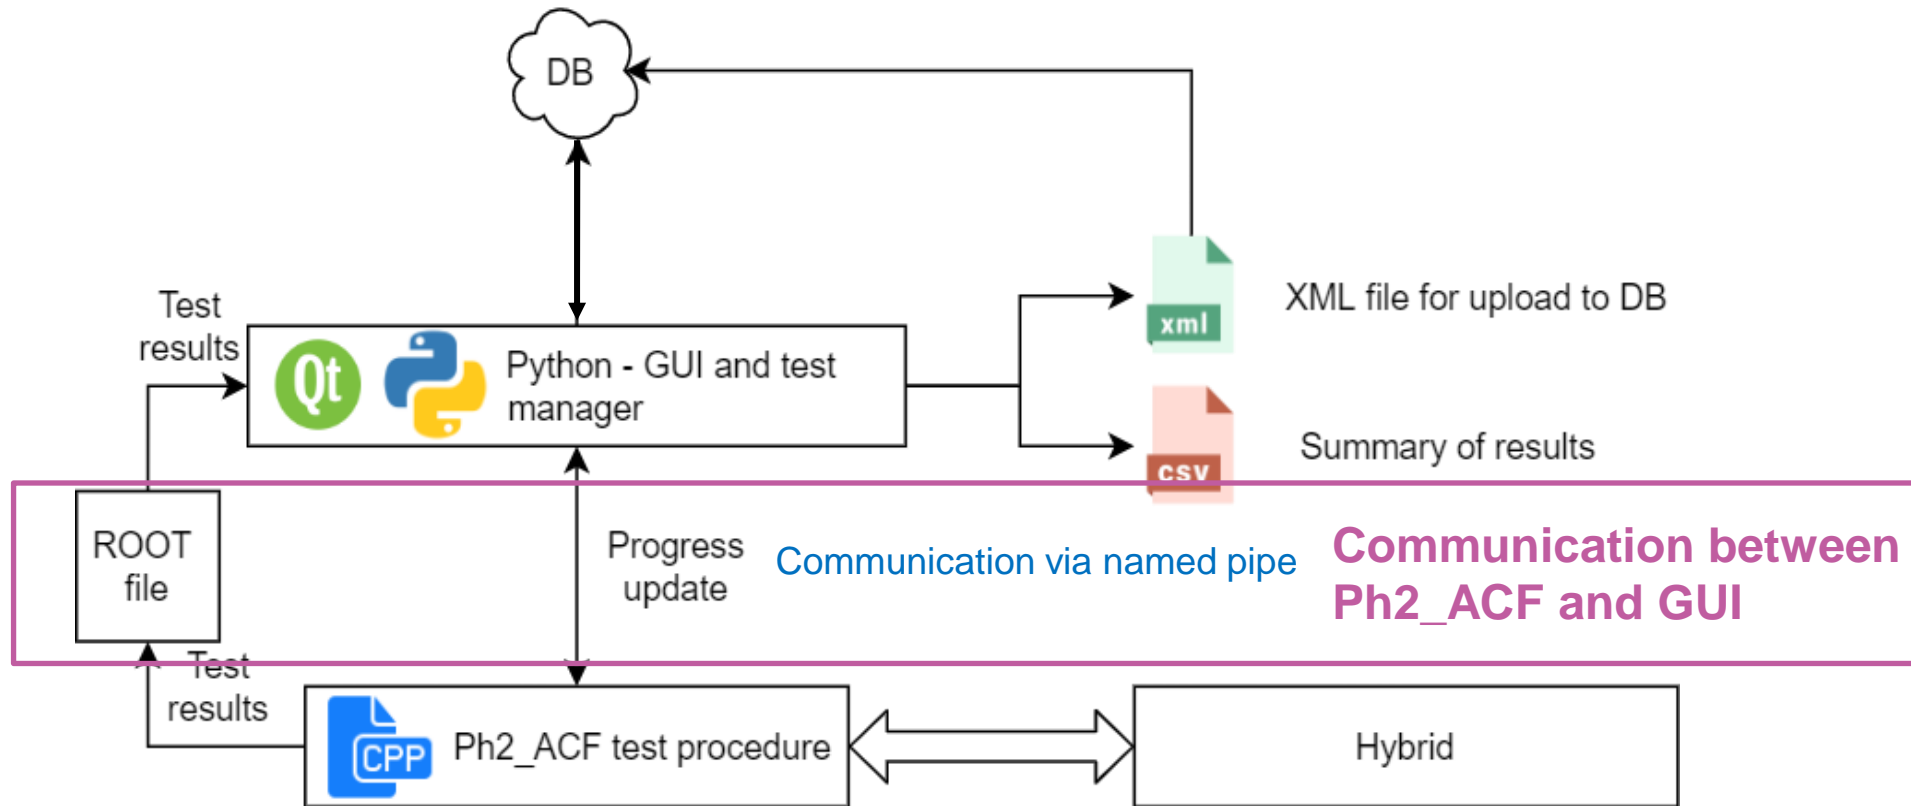 DB
Test
results
Qt
Python - GUI and test
manager
xml
XML file for upload to DB
csv
Summary of results
ROOT
file
Progress
update
Communication via named pipe
Communication between
Ph2_ACF and GUI
Test
results
CPP
Ph2_ACF test procedure
Hybrid